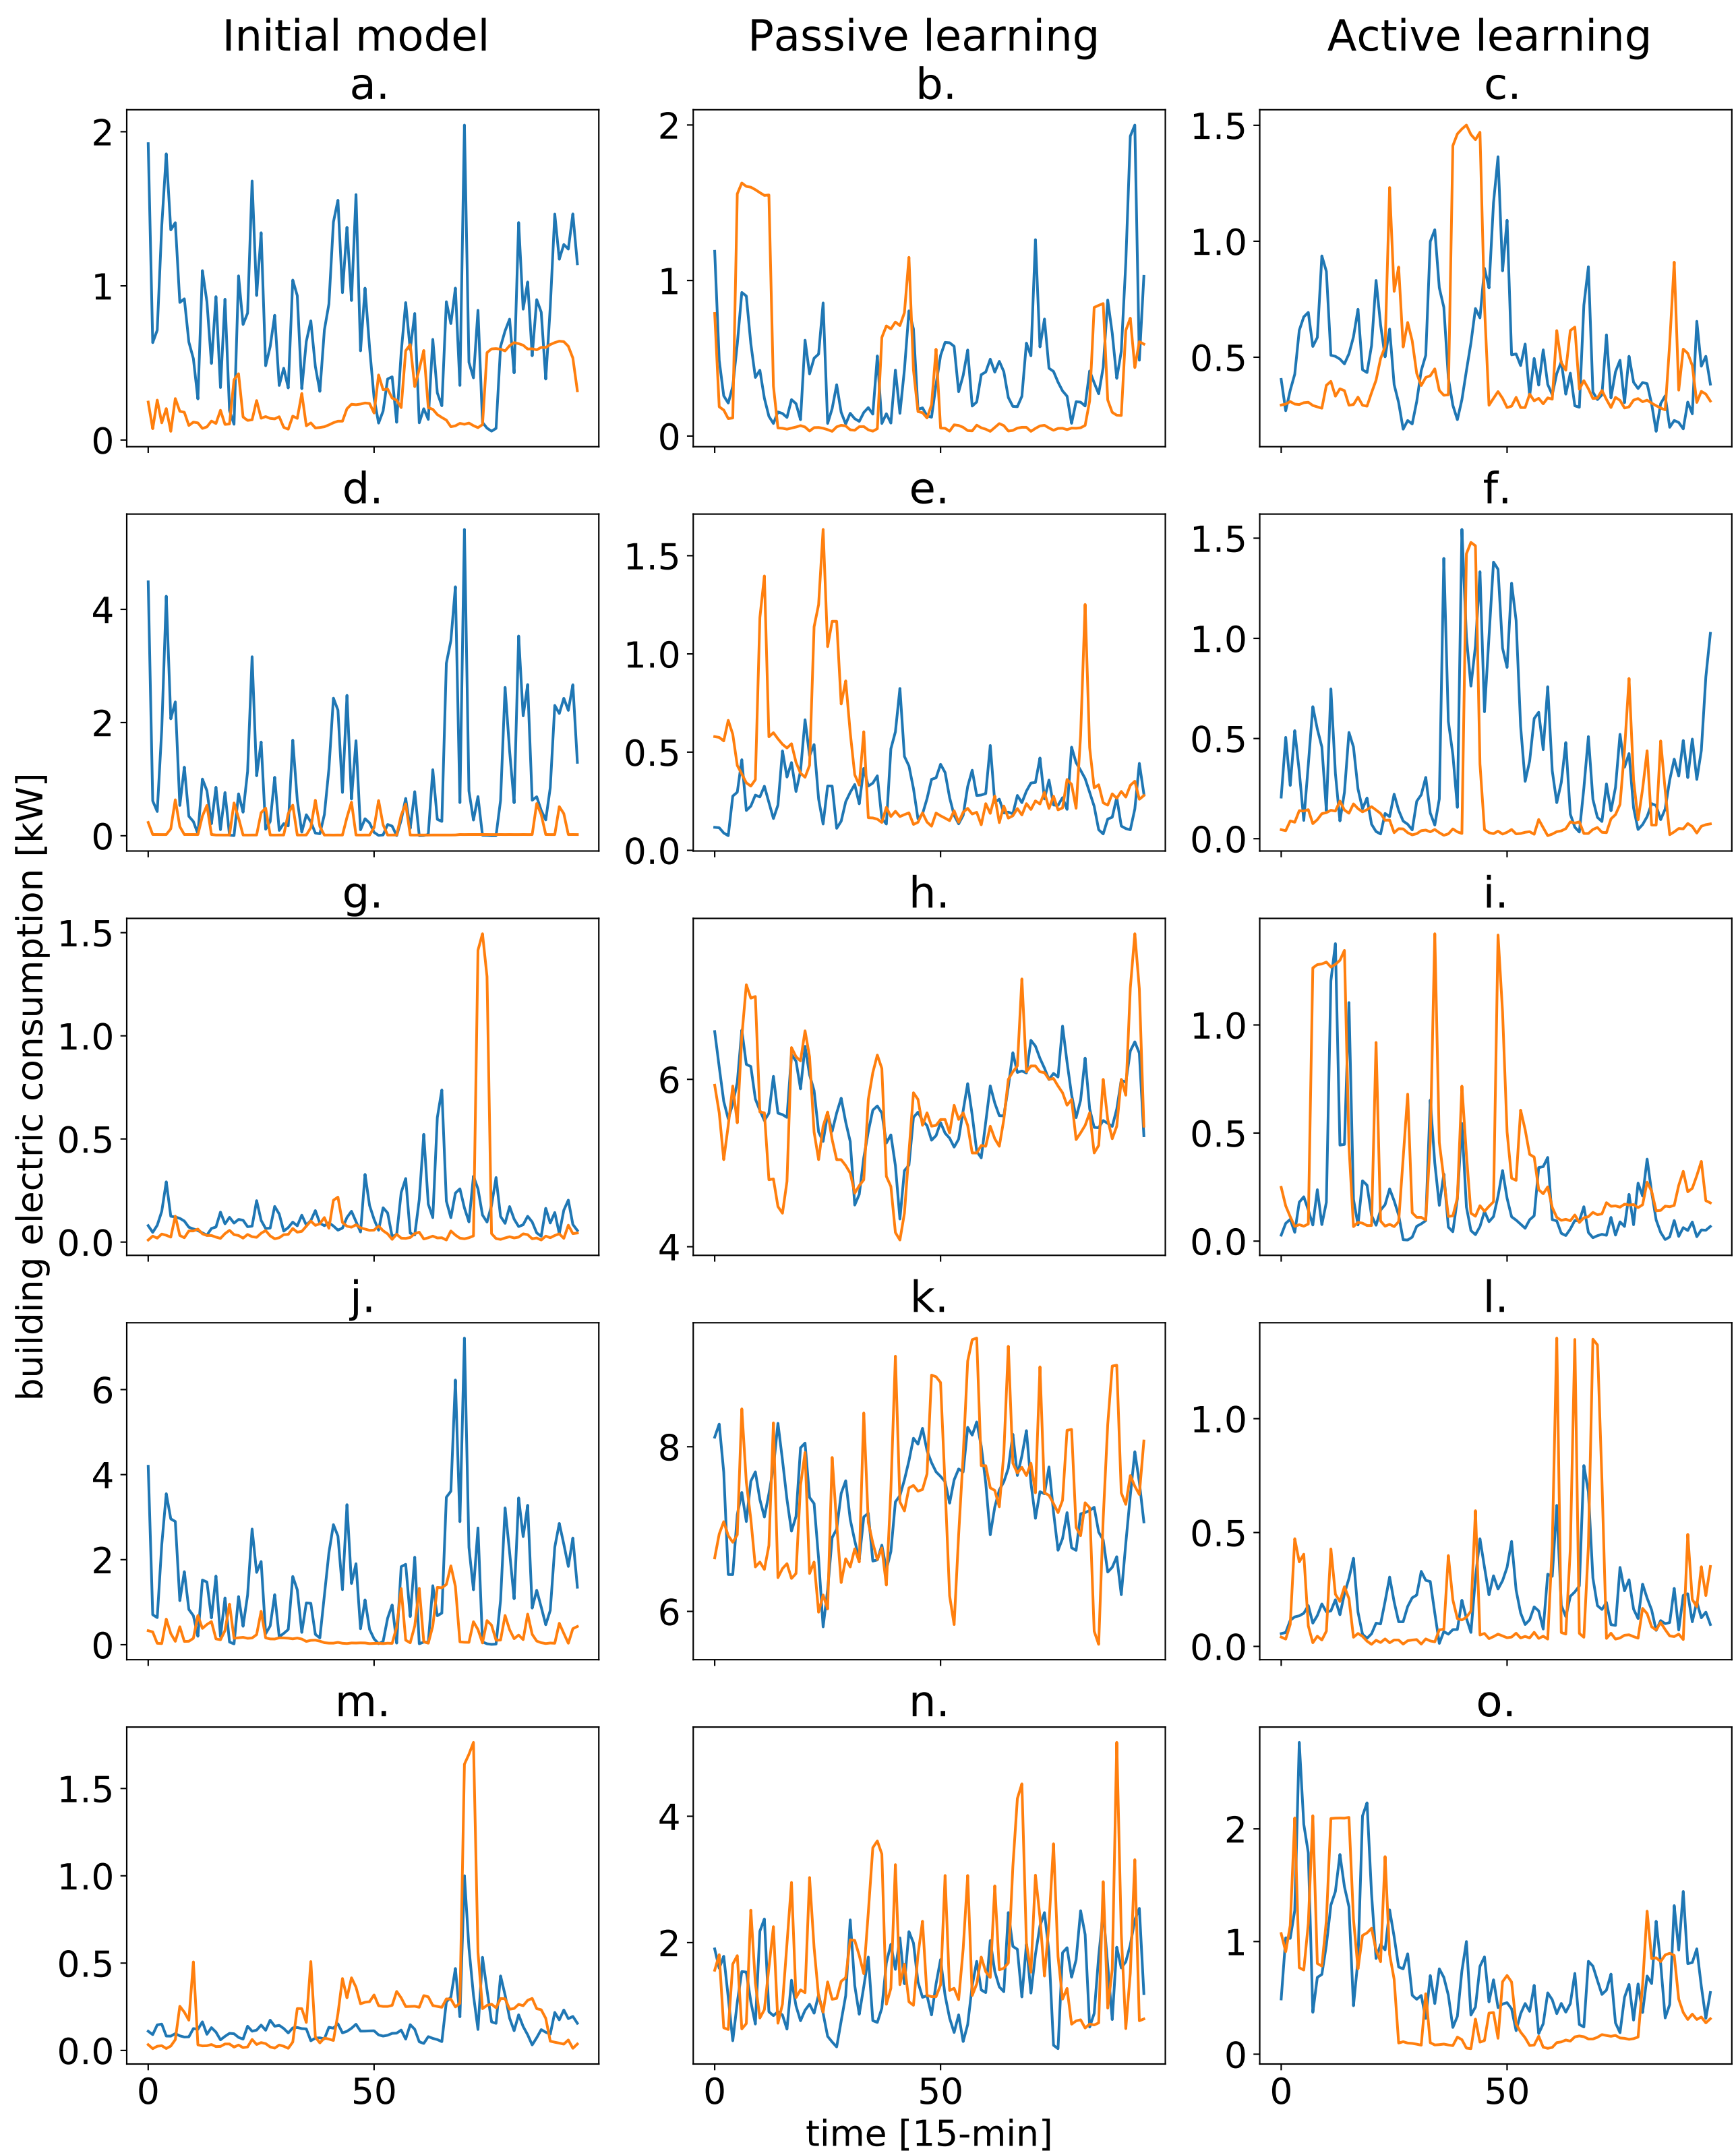 Initial model Passive learning Active learning
a. b. c.
2 2 1.5
1 1 1.0
0 0 0.5
d. e. f.
4 1.5 1.5
2 1.0 1.0
0 0.5 0.5
0.0 0.0
g. h. i.
1.5 6 1.0
1.0 4 0.5
0.5 0.0
0.0
j. k. l.
6 8 1.0
4 6 0.5
2 0.0
0
m. n. o.
1.5 4 2
1.0 2 1
0.5 0
0.0
0 50 0 50 0 50
building electric consumption [kW]
time [15-min]